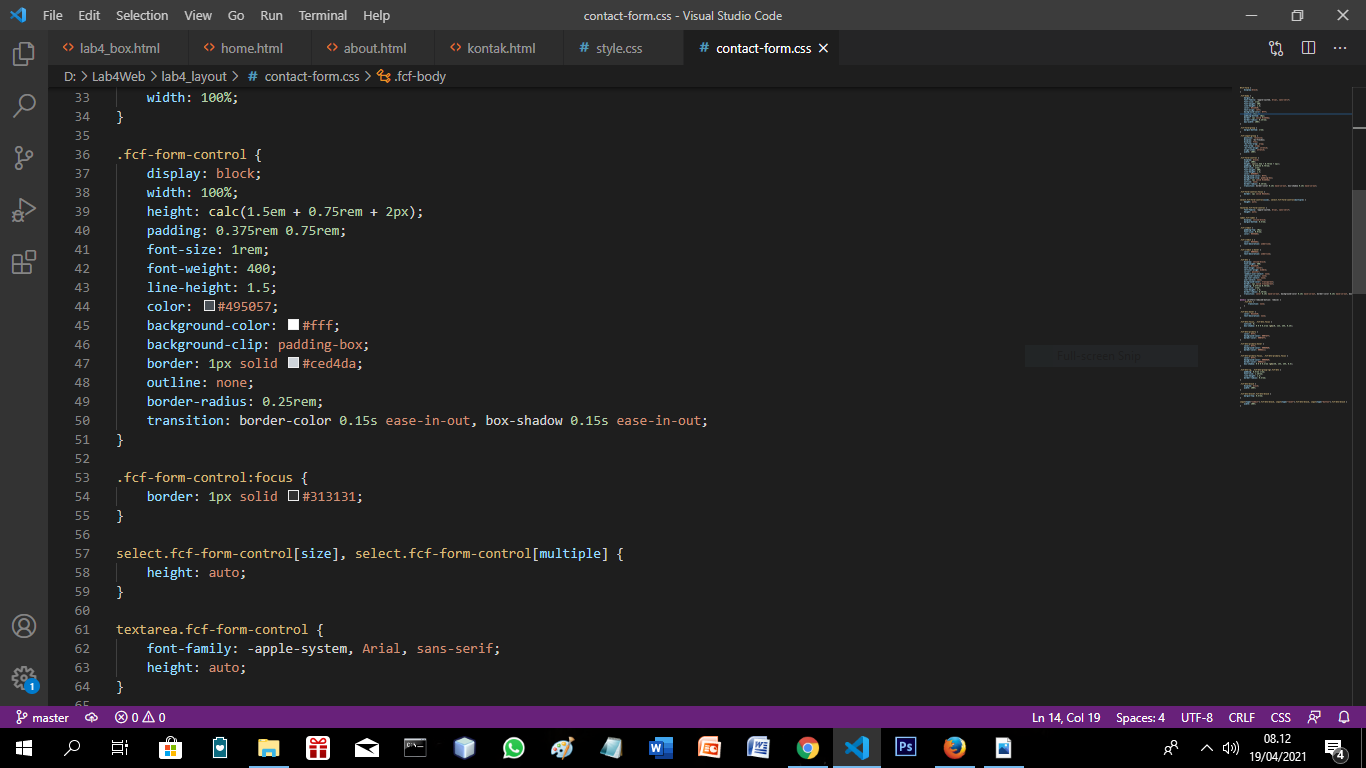 File Edit Selection View Go Run Terminal Help contact-form.css - Visual Studio Code
lab4_box.html home.html about.html kontak.html # style.css # contact-form.css
D: > Lab4Web > lab4_layout > # contact-form.css > .fcf-body
33 width: 100%;
34 }
35
36 .fcf-form-control {
37 display: block;
38 width: 100%;
39 height: calc(1.5em + 0.75rem + 2px);
40 padding: 0.375rem 0.75rem;
41 font-size: 1rem;
42 font-weight: 400;
43 line-height: 1.5;
44 color: #495057;
45 background-color: #fff;
46 background-clip: padding-box;
47 border: 1px solid #ced4da;
48 outline: none;
49 border-radius: 0.25rem;
50 transition: border-color 0.15s ease-in-out, box-shadow 0.15s ease-in-out;
51 }
52
53 .fcf-form-control:focus {
54 border: 1px solid #313131;
55 }
56
57 select.fcf-form-control[size], select.fcf-form-control[multiple] {
58 height: auto;
59 }
60
61 textarea.fcf-form-control {
62 font-family: -apple-system, Arial, sans-serif;
63 height: auto;
64 }
65
Full-screen Snip
1
master 0 0 Ln 14, Col 19 Spaces: 4 UTF-8 CRLF CSS
08.12
19/04/2021
4